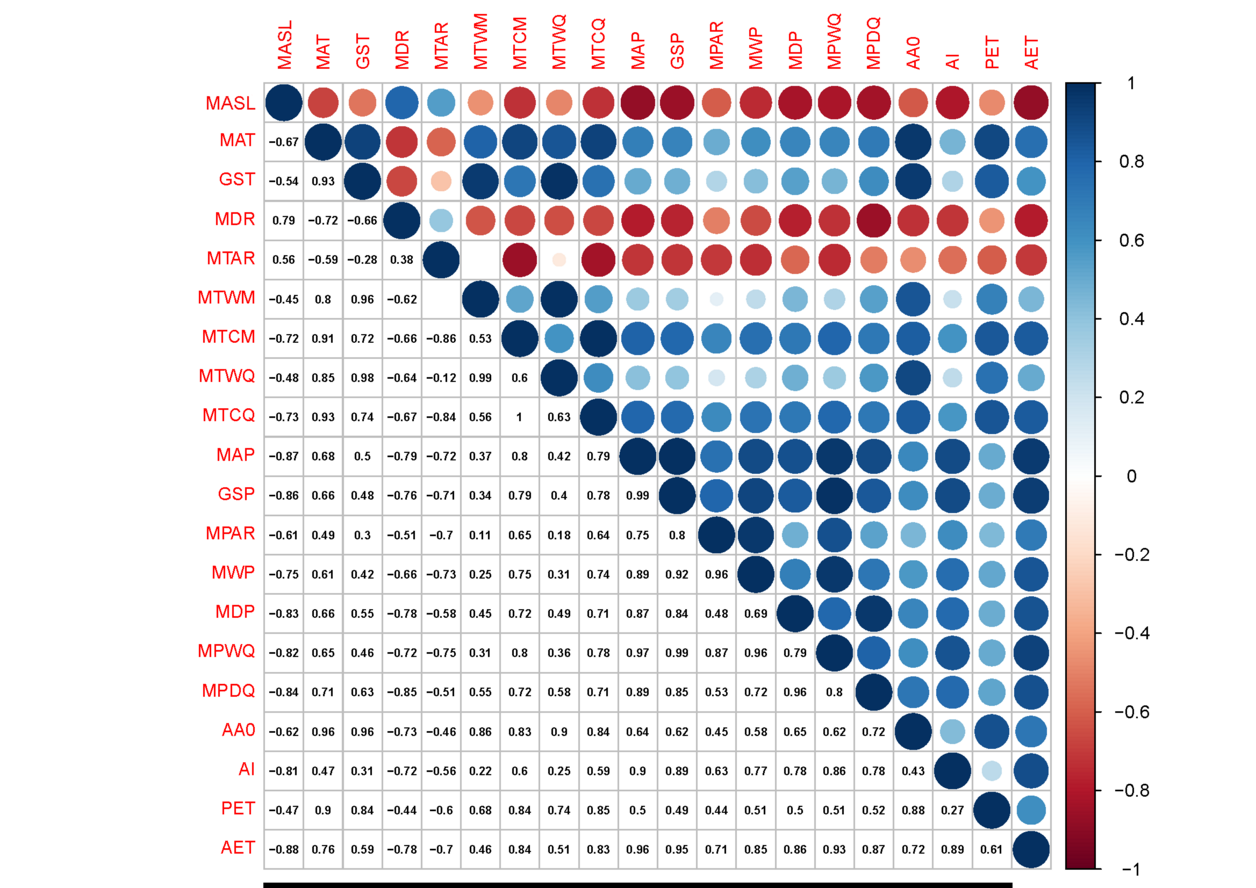 MASL MAT GST MDR MTAR MTWM MTCM MTWQ MTCQ MAP GSP MPAR MWP MDP MPWQ MPDQ AA0 AI PET AET
MASL 1
MAT −0.67 0.8
GST −0.54 0.93 0.6
MDR 0.79 −0.72 −0.66 0.4
MTAR 0.56 −0.59 −0.28 0.38 0.2
MTWM −0.45 0.8 0.96 −0.62 0
MTCM −0.72 0.91 0.72 −0.66 −0.86 0.53 −0.2
MTWQ −0.48 0.85 0.98 −0.64 −0.12 0.99 0.6 −0.4
MTCQ −0.73 0.93 0.74 −0.67 −0.84 0.56 1 0.63 −0.6
MAP −0.87 0.68 0.5 −0.79 −0.72 0.37 0.8 0.42 0.79 −0.8
GSP −0.86 0.66 0.48 −0.76 −0.71 0.34 0.79 0.4 0.78 0.99 −1
MPAR −0.61 0.49 0.3 −0.51 −0.7 0.11 0.65 0.18 0.64 0.75 0.8
MWP −0.75 0.61 0.42 −0.66 −0.73 0.25 0.75 0.31 0.74 0.89 0.92 0.96
MDP −0.83 0.66 0.55 −0.78 −0.58 0.45 0.72 0.49 0.71 0.87 0.84 0.48 0.69
MPWQ −0.82 0.65 0.46 −0.72 −0.75 0.31 0.8 0.36 0.78 0.97 0.99 0.87 0.96 0.79
MPDQ −0.84 0.71 0.63 −0.85 −0.51 0.55 0.72 0.58 0.71 0.89 0.85 0.53 0.72 0.96 0.8
AA0 −0.62 0.96 0.96 −0.73 −0.46 0.86 0.83 0.9 0.84 0.64 0.62 0.45 0.58 0.65 0.62 0.72
AI −0.81 0.47 0.31 −0.72 −0.56 0.22 0.6 0.25 0.59 0.9 0.89 0.63 0.77 0.78 0.86 0.78 0.43
PET −0.47 0.9 0.84 −0.44 −0.6 0.68 0.84 0.74 0.85 0.5 0.49 0.44 0.51 0.5 0.51 0.52 0.88 0.27
AET −0.88 0.76 0.59 −0.78 −0.7 0.46 0.84 0.51 0.83 0.96 0.95 0.71 0.85 0.86 0.93 0.87 0.72 0.89 0.61